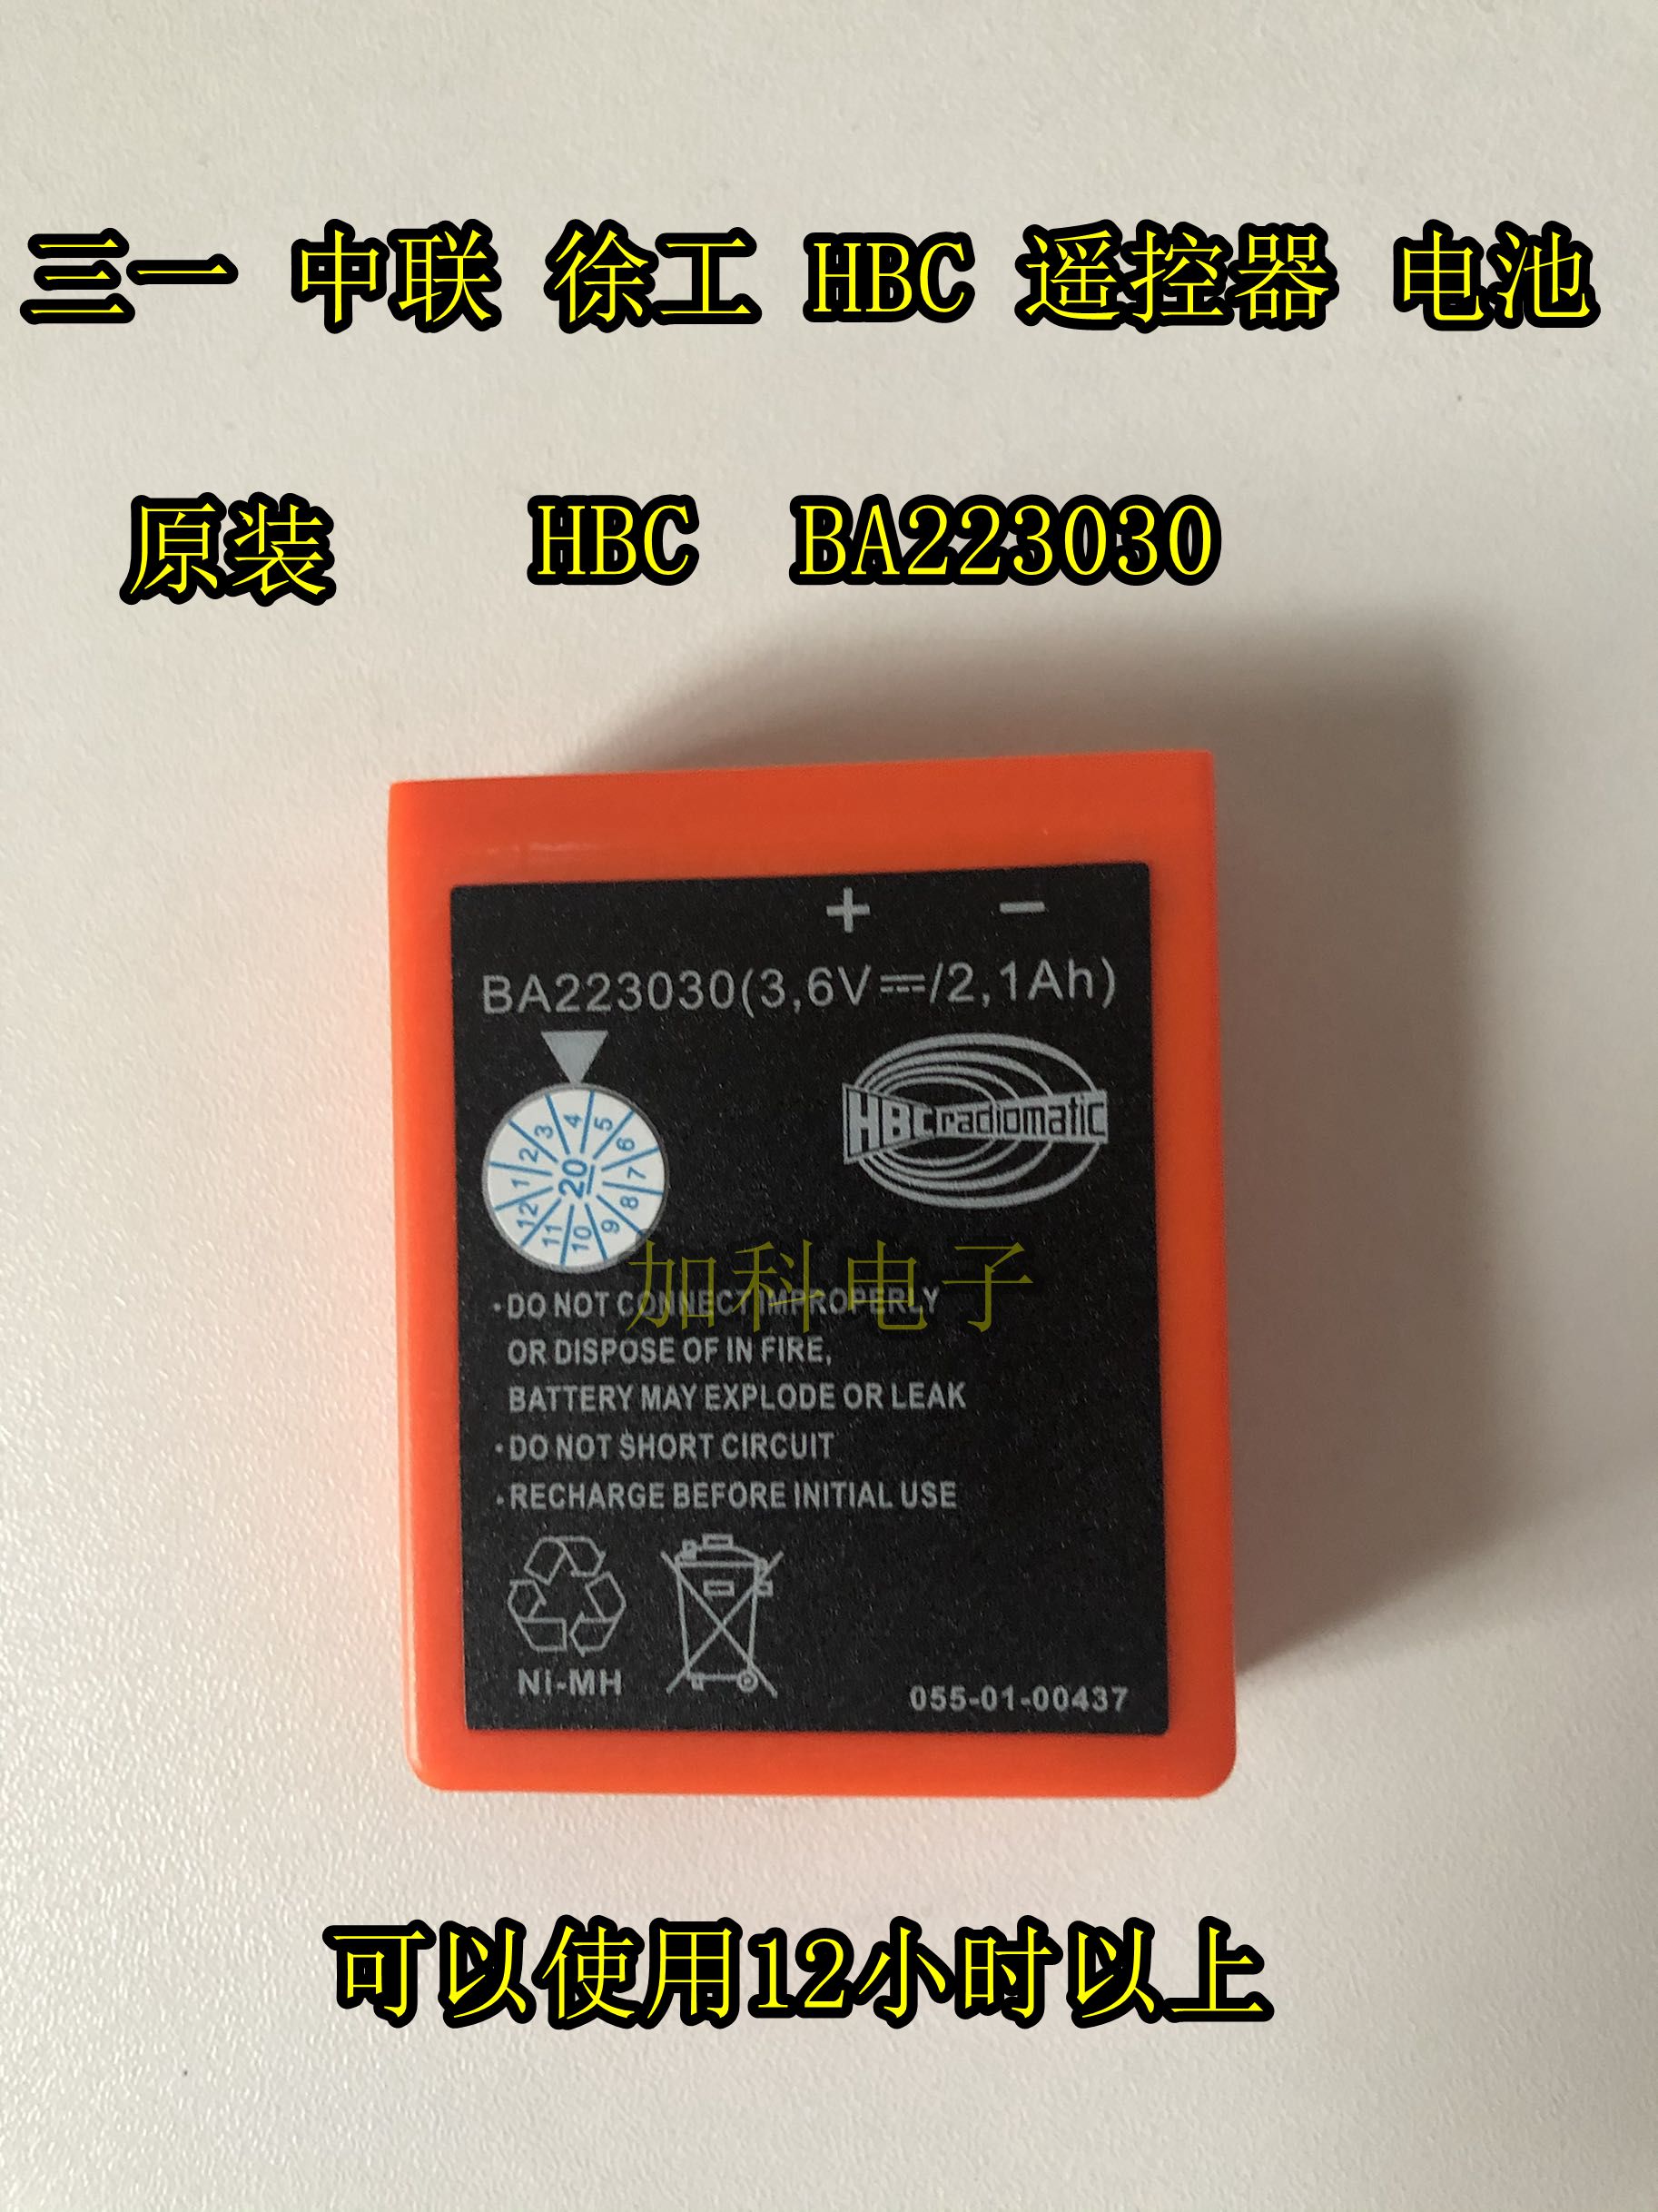 三一 中联 徐工 HBC 遥控器 电池
原装 HBC BA223030
+ −
BA223030(3,6V⎓/2,1Ah)
HBC radiomatic
1 2 3 4 5 6 7 8 9 10 11 12
20
加科电子
·DO NOT CONNECT IMPROPERLY
OR DISPOSE OF IN FIRE,
BATTERY MAY EXPLODE OR LEAK
·DO NOT SHORT CIRCUIT
·RECHARGE BEFORE INITIAL USE
Ni-MH
055-01-00437
可以使用12小时以上